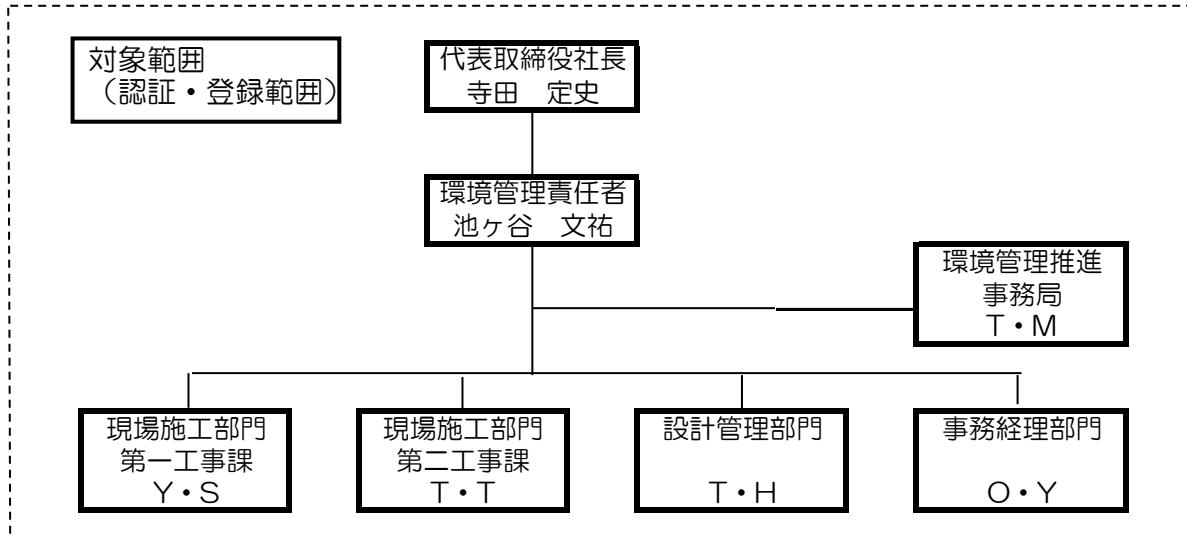 対象範囲
（認証・登録範囲）
代表取締役社長
寺田　定史
環境管理責任者
池ヶ谷　文祐
環境管理推進
事務局
Ｔ・Ｍ
現場施工部門
第一工事課
Ｙ・Ｓ
現場施工部門
第二工事課
Ｔ・Ｔ
設計管理部門
Ｔ・Ｈ
事務経理部門
Ｏ・Ｙ